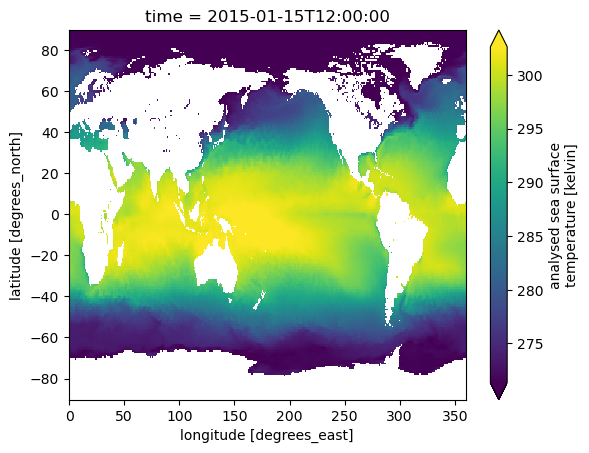 time = 2015-01-15T12:00:00
80
60
40
20
0
−20
−40
−60
−80
latitude [degrees_north]
0 50 100 150 200 250 300 350
longitude [degrees_east]
300
295
290
285
280
275
analysed sea surface
temperature [kelvin]